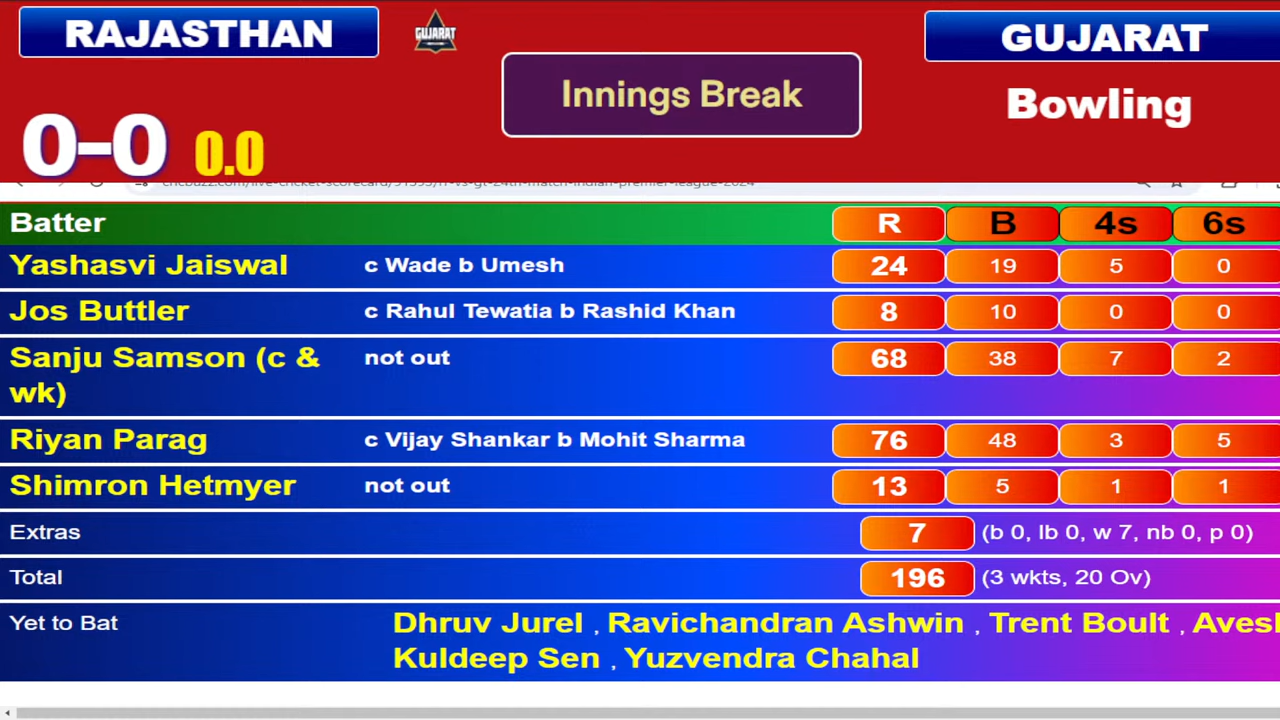 RAJASTHAN
GUJARAT
GUJARAT
Innings Break
Bowling
0-0 0.0
Batter R B 4s 6s
Yashasvi Jaiswal c Wade b Umesh 24 19 5 0
Jos Buttler c Rahul Tewatia b Rashid Khan 8 10 0 0
Sanju Samson (c & not out 68 38 7 2
wk)
Riyan Parag c Vijay Shankar b Mohit Sharma 76 48 3 5
Shimron Hetmyer not out 13 5 1 1
Extras 7 (b 0, lb 0, w 7, nb 0, p 0)
Total 196 (3 wkts, 20 Ov)
Yet to Bat Dhruv Jurel , Ravichandran Ashwin , Trent Boult ,
Kuldeep Sen , Yuzvendra Chahal